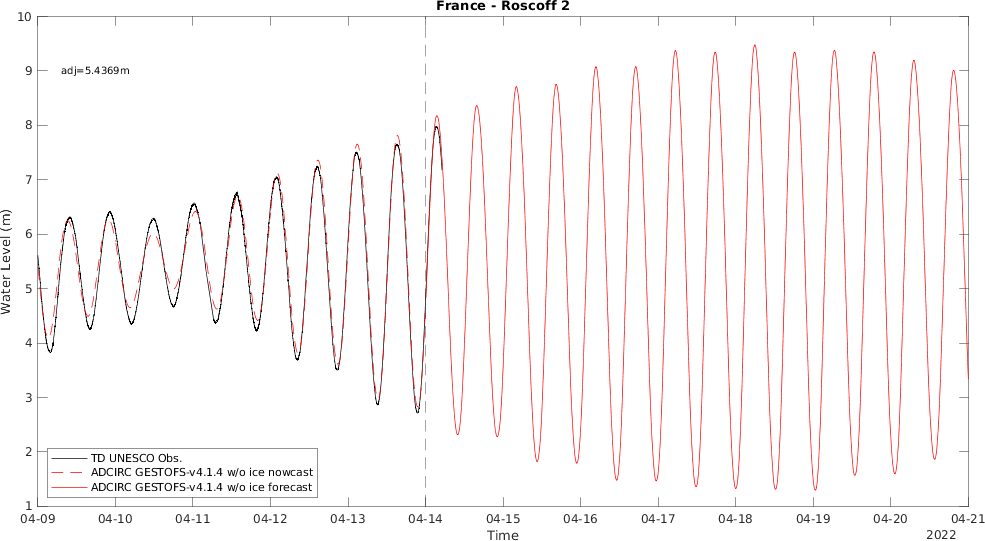 France - Roscoff 2
10
9
8
7
6
5
4
3
2
1
Water Level (m)
adj=5.4369m
TD UNESCO Obs.
ADCIRC GESTOFS-v4.1.4 w/o ice nowcast
ADCIRC GESTOFS-v4.1.4 w/o ice forecast
04-09 04-10 04-11 04-12 04-13 04-14 04-15 04-16 04-17 04-18 04-19 04-20 04-21
Time
2022